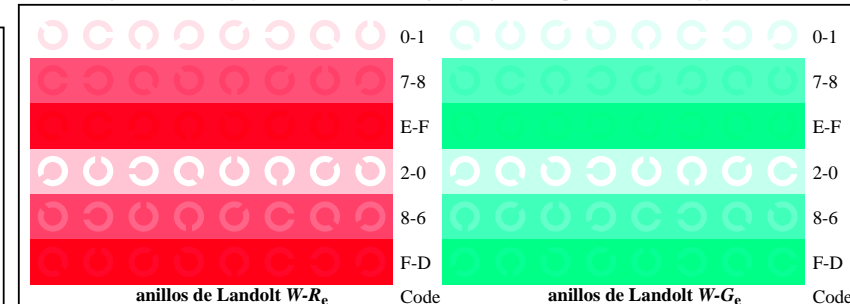 0-1 0-1
7-8 7-8
E-F E-F
2-0 2-0
8-6 8-6
F-D F-D
anillos de Landolt W-Re Code anillos de Landolt W-Ge Code